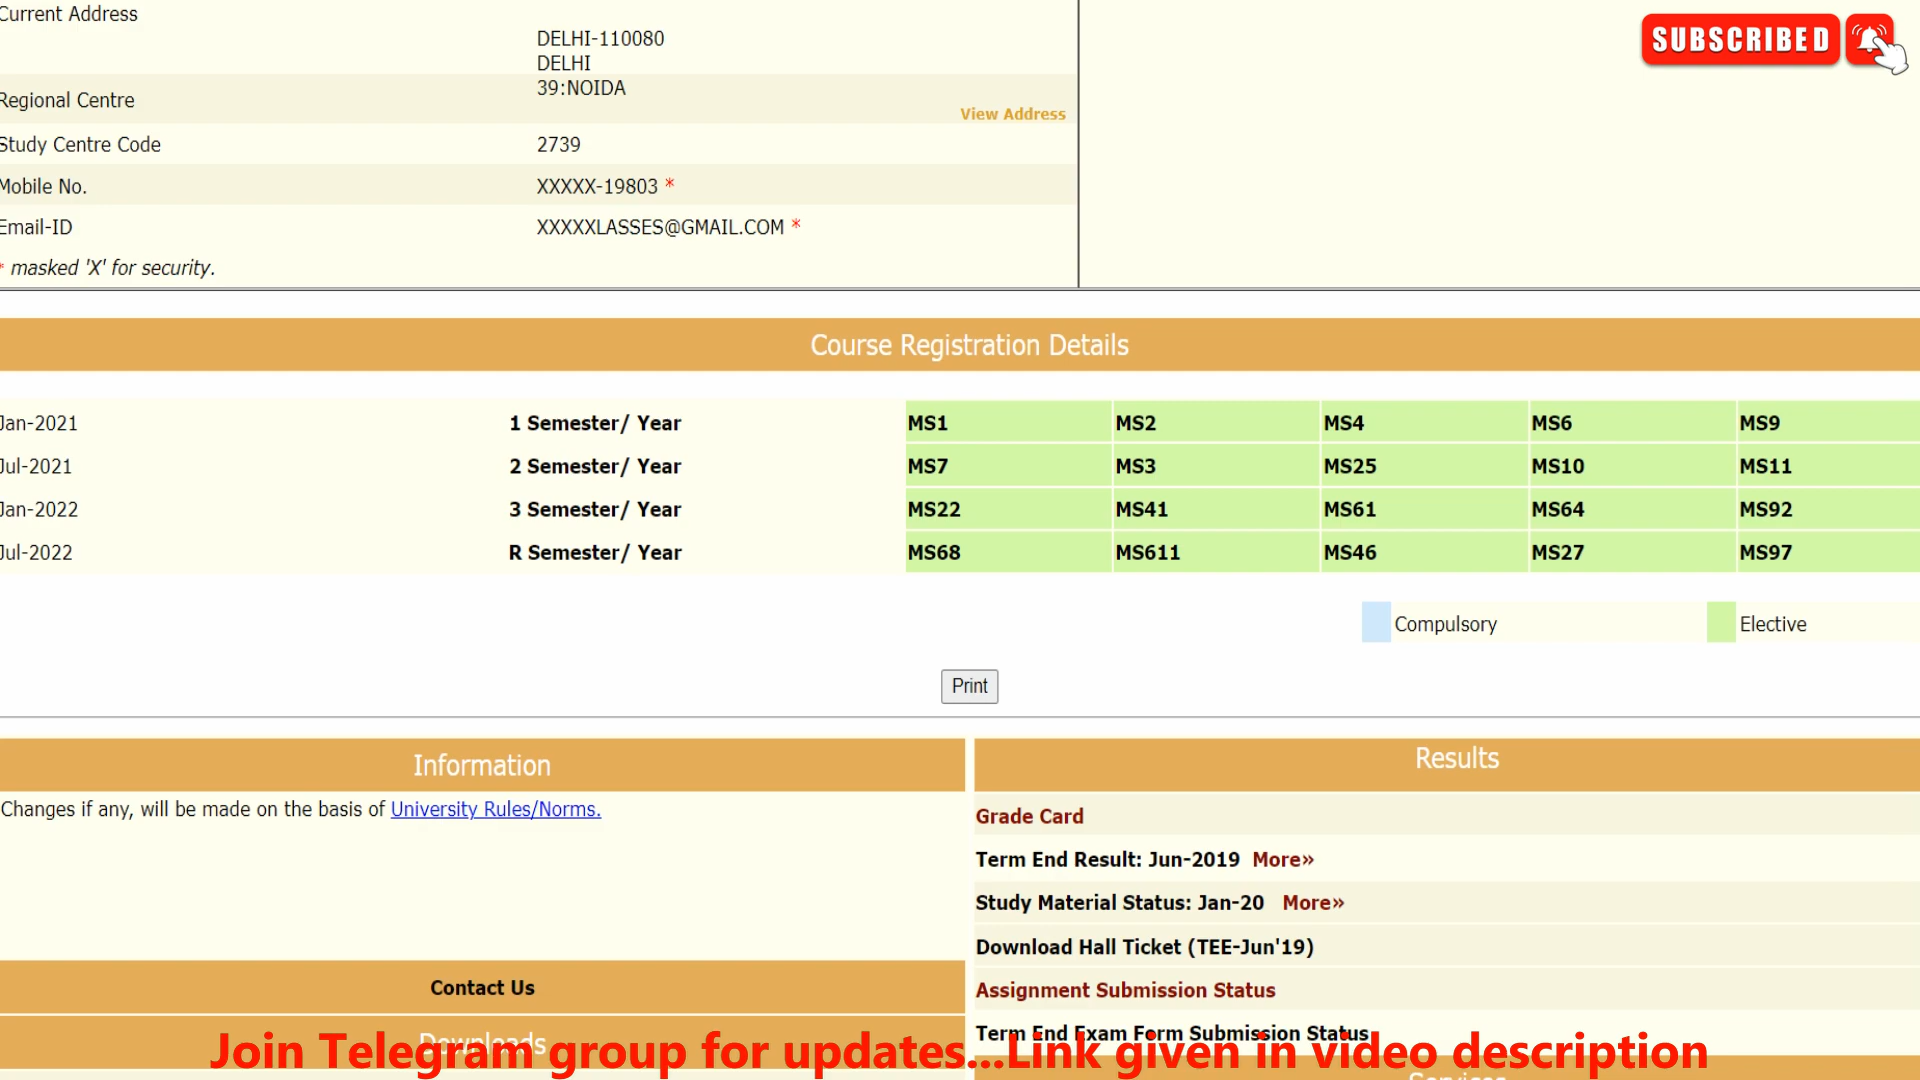 Current Address
DELHI-110080
DELHI
Regional Centre 39:NOIDA
View Address
Study Centre Code 2739
Mobile No. XXXXX-19803 *
Email-ID XXXXXLASSES@GMAIL.COM *
* masked 'X' for security.
SUBSCRIBED
Course Registration Details
Jan-2021 1 Semester/ Year MS1 MS2 MS4 MS6 MS9
Jul-2021 2 Semester/ Year MS7 MS3 MS25 MS10 MS11
Jan-2022 3 Semester/ Year MS22 MS41 MS61 MS64 MS92
Jul-2022 R Semester/ Year MS68 MS611 MS46 MS27 MS97
Compulsory Elective
Print
Information
Changes if any, will be made on the basis of University Rules/Norms.
Contact Us
Downloads
Results
Grade Card
Term End Result: Jun-2019 More»
Study Material Status: Jan-20 More»
Download Hall Ticket (TEE-Jun'19)
Assignment Submission Status
Term End Exam Form Submission Status
Services
Join Telegram group for updates...Link given in video description